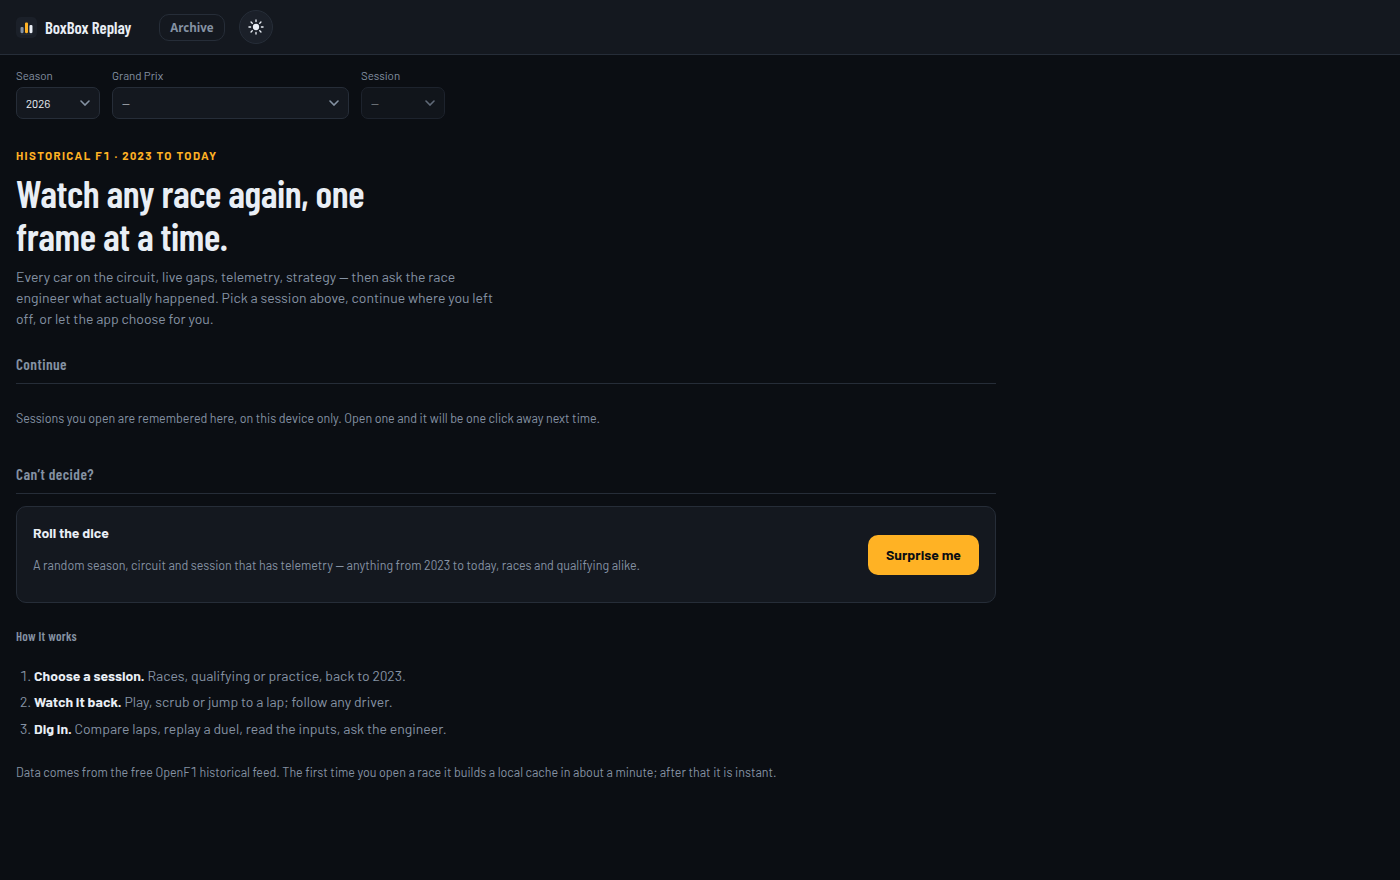 BoxBox Replay
Archive
Season
Grand Prix
Session
2026
—
—
HISTORICAL F1 · 2023 TO TODAY
Watch any race again, one
frame at a time.
Every car on the circuit, live gaps, telemetry, strategy — then ask the race
engineer what actually happened. Pick a session above, continue where you left
off, or let the app choose for you.
Continue
Sessions you open are remembered here, on this device only. Open one and it will be one click away next time.
Can't decide?
Roll the dice
A random season, circuit and session that has telemetry — anything from 2023 to today, races and qualifying alike.
Surprise me
How it works
1. Choose a session. Races, qualifying or practice, back to 2023.
2. Watch it back. Play, scrub or jump to a lap; follow any driver.
3. Dig in. Compare laps, replay a duel, read the inputs, ask the engineer.
Data comes from the free OpenF1 historical feed. The first time you open a race it builds a local cache in about a minute; after that it is instant.